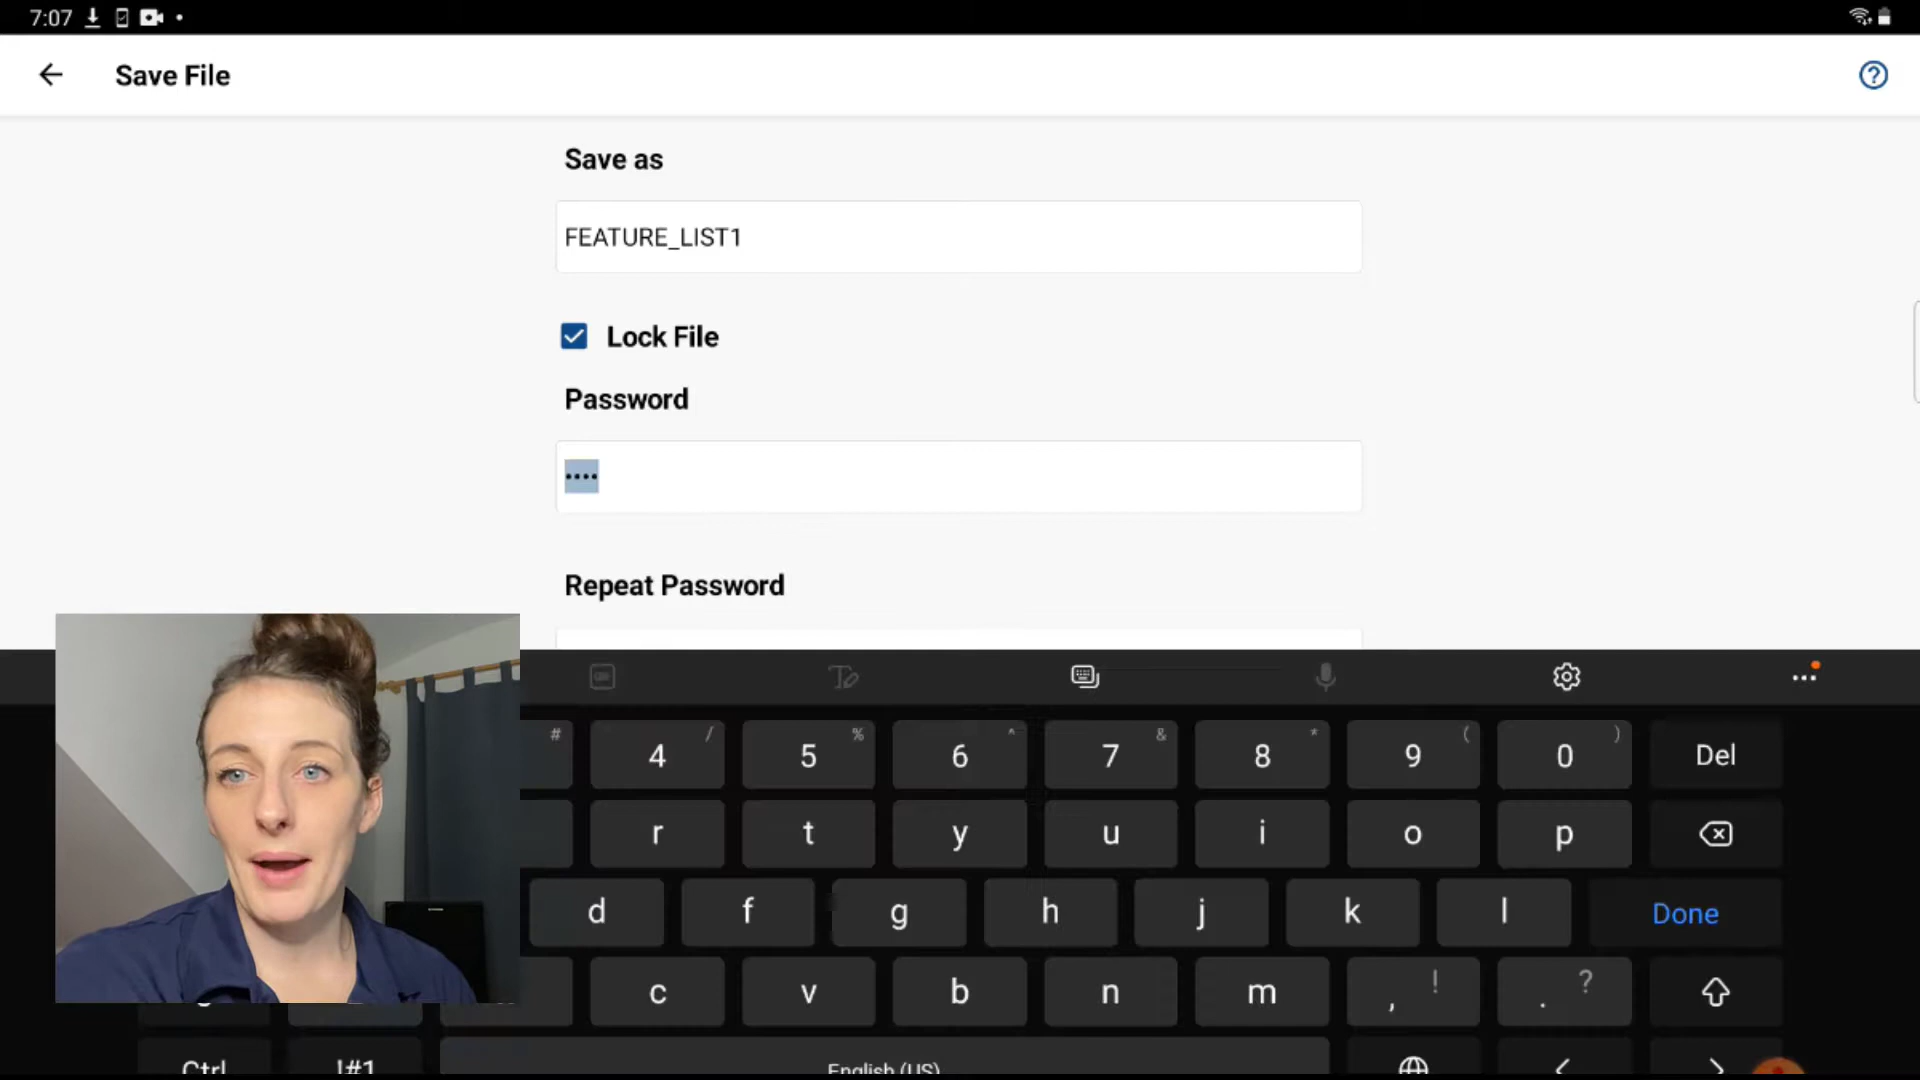 7:07
Save File
Save as
FEATURE_LIST1
Lock File
Password
••••
Repeat Password
# 4 / 5 % 6 ^ 7 & 8 * 9 ( 0 ) Del
r t y u i o p
d f g h j k l Done
c v b n m , ! . ?
Ctrl !#1 English (US)